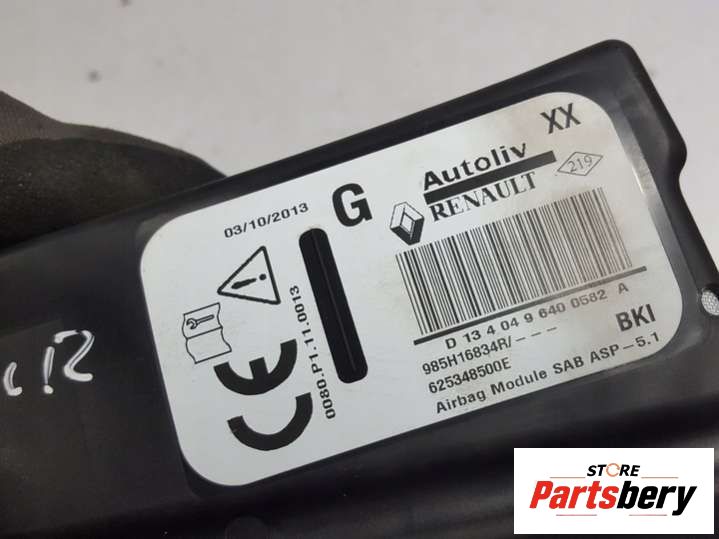 03/10/2013
G
Autoliv
XX
RENAULT
219
0080.P1.11.0013
D 13 4 04 9 640 0582 A
985H16834R/---
BKI
625348500E
Airbag Module SAB ASP-5.1
CE
STORE
Partsbery